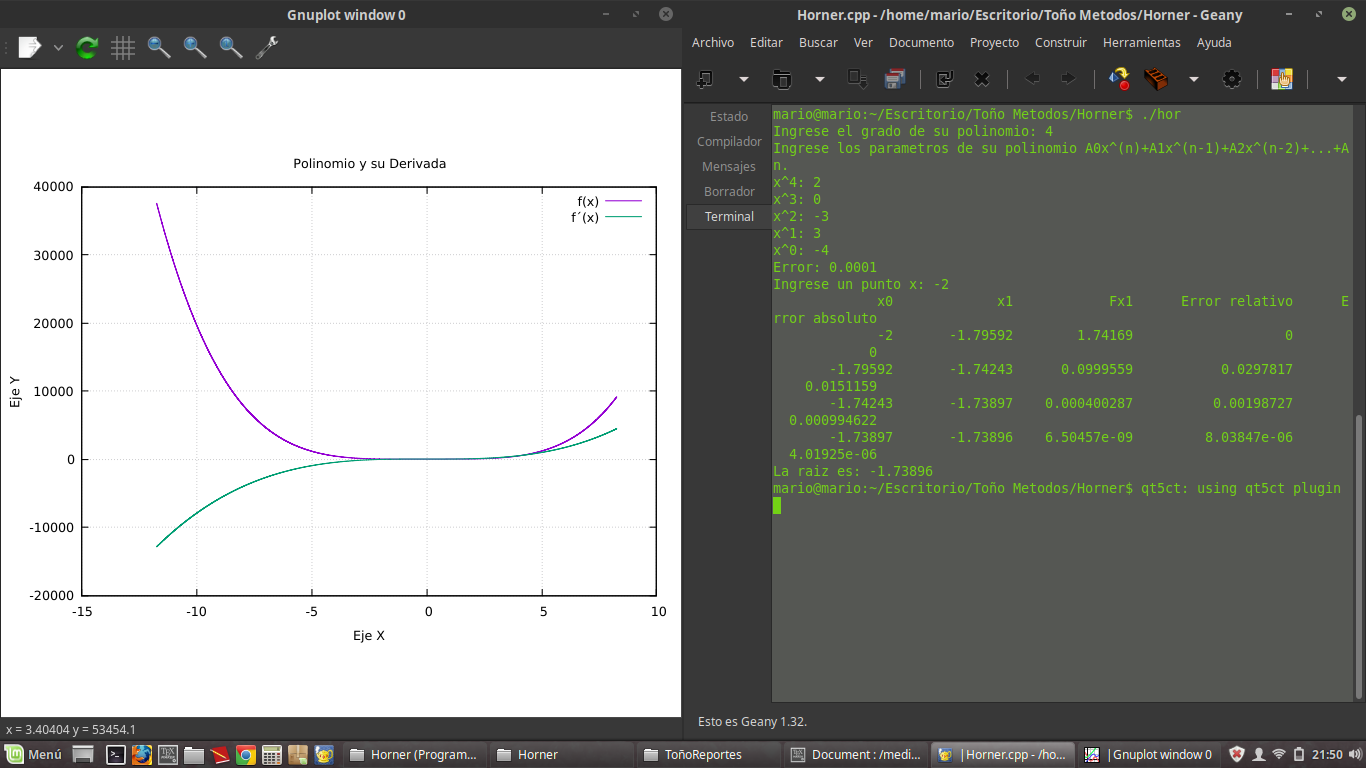 Gnuplot window 0
Polinomio y su Derivada
f(x)
f´(x)
40000
30000
20000
10000
0
-10000
-20000
Eje Y
-15
-10
-5
0
5
10
Eje X
x = 3.40404 y = 53454.1
Horner.cpp - /home/mario/Escritorio/Toño Metodos/Horner - Geany
Archivo Editar Buscar Ver Documento Proyecto Construir Herramientas Ayuda
Estado
Compilador
Mensajes
Borrador
Terminal
mario@mario:~/Escritorio/Toño Metodos/Horner$ ./hor
Ingrese el grado de su polinomio: 4
Ingrese los parametros de su polinomio A0x^(n)+A1x^(n-1)+A2x^(n-2)+...+A
n.
x^4: 2
x^3: 0
x^2: -3
x^1: 3
x^0: -4
Error: 0.0001
Ingrese un punto x: -2
x0 x1 Fx1 Error relativo E
rror absoluto
-2 -1.79592 1.74169 0
0
-1.79592 -1.74243 0.0999559 0.0297817
0.0151159
-1.74243 -1.73897 0.000400287 0.00198727
0.000994622
-1.73897 -1.73896 6.50457e-09 8.03847e-06
4.01925e-06
La raiz es: -1.73896
mario@mario:~/Escritorio/Toño Metodos/Horner$ qt5ct: using qt5ct plugin
Esto es Geany 1.32.
Menú
Horner (Program...
Horner
ToñoReportes
Document : /medi...
|Horner.cpp - /ho...
|Gnuplot window 0
21:50